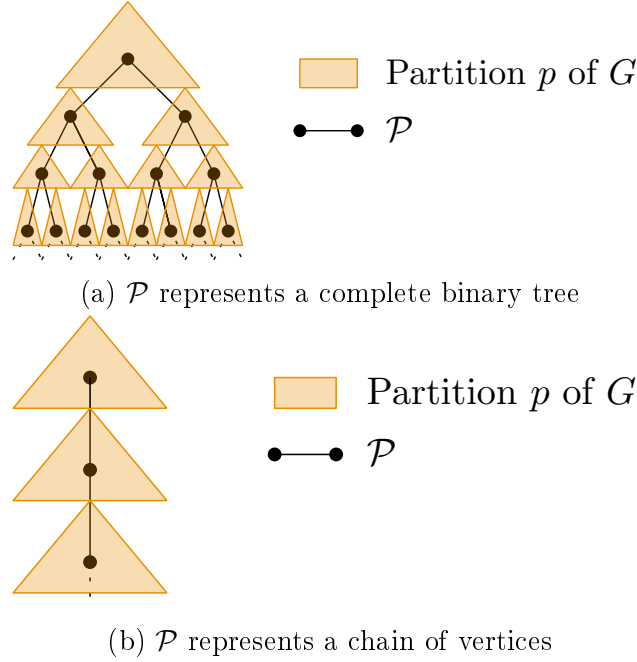 Partition p of G
𝒫
(a) 𝒫 represents a complete binary tree
Partition p of G
𝒫
(b) 𝒫 represents a chain of vertices